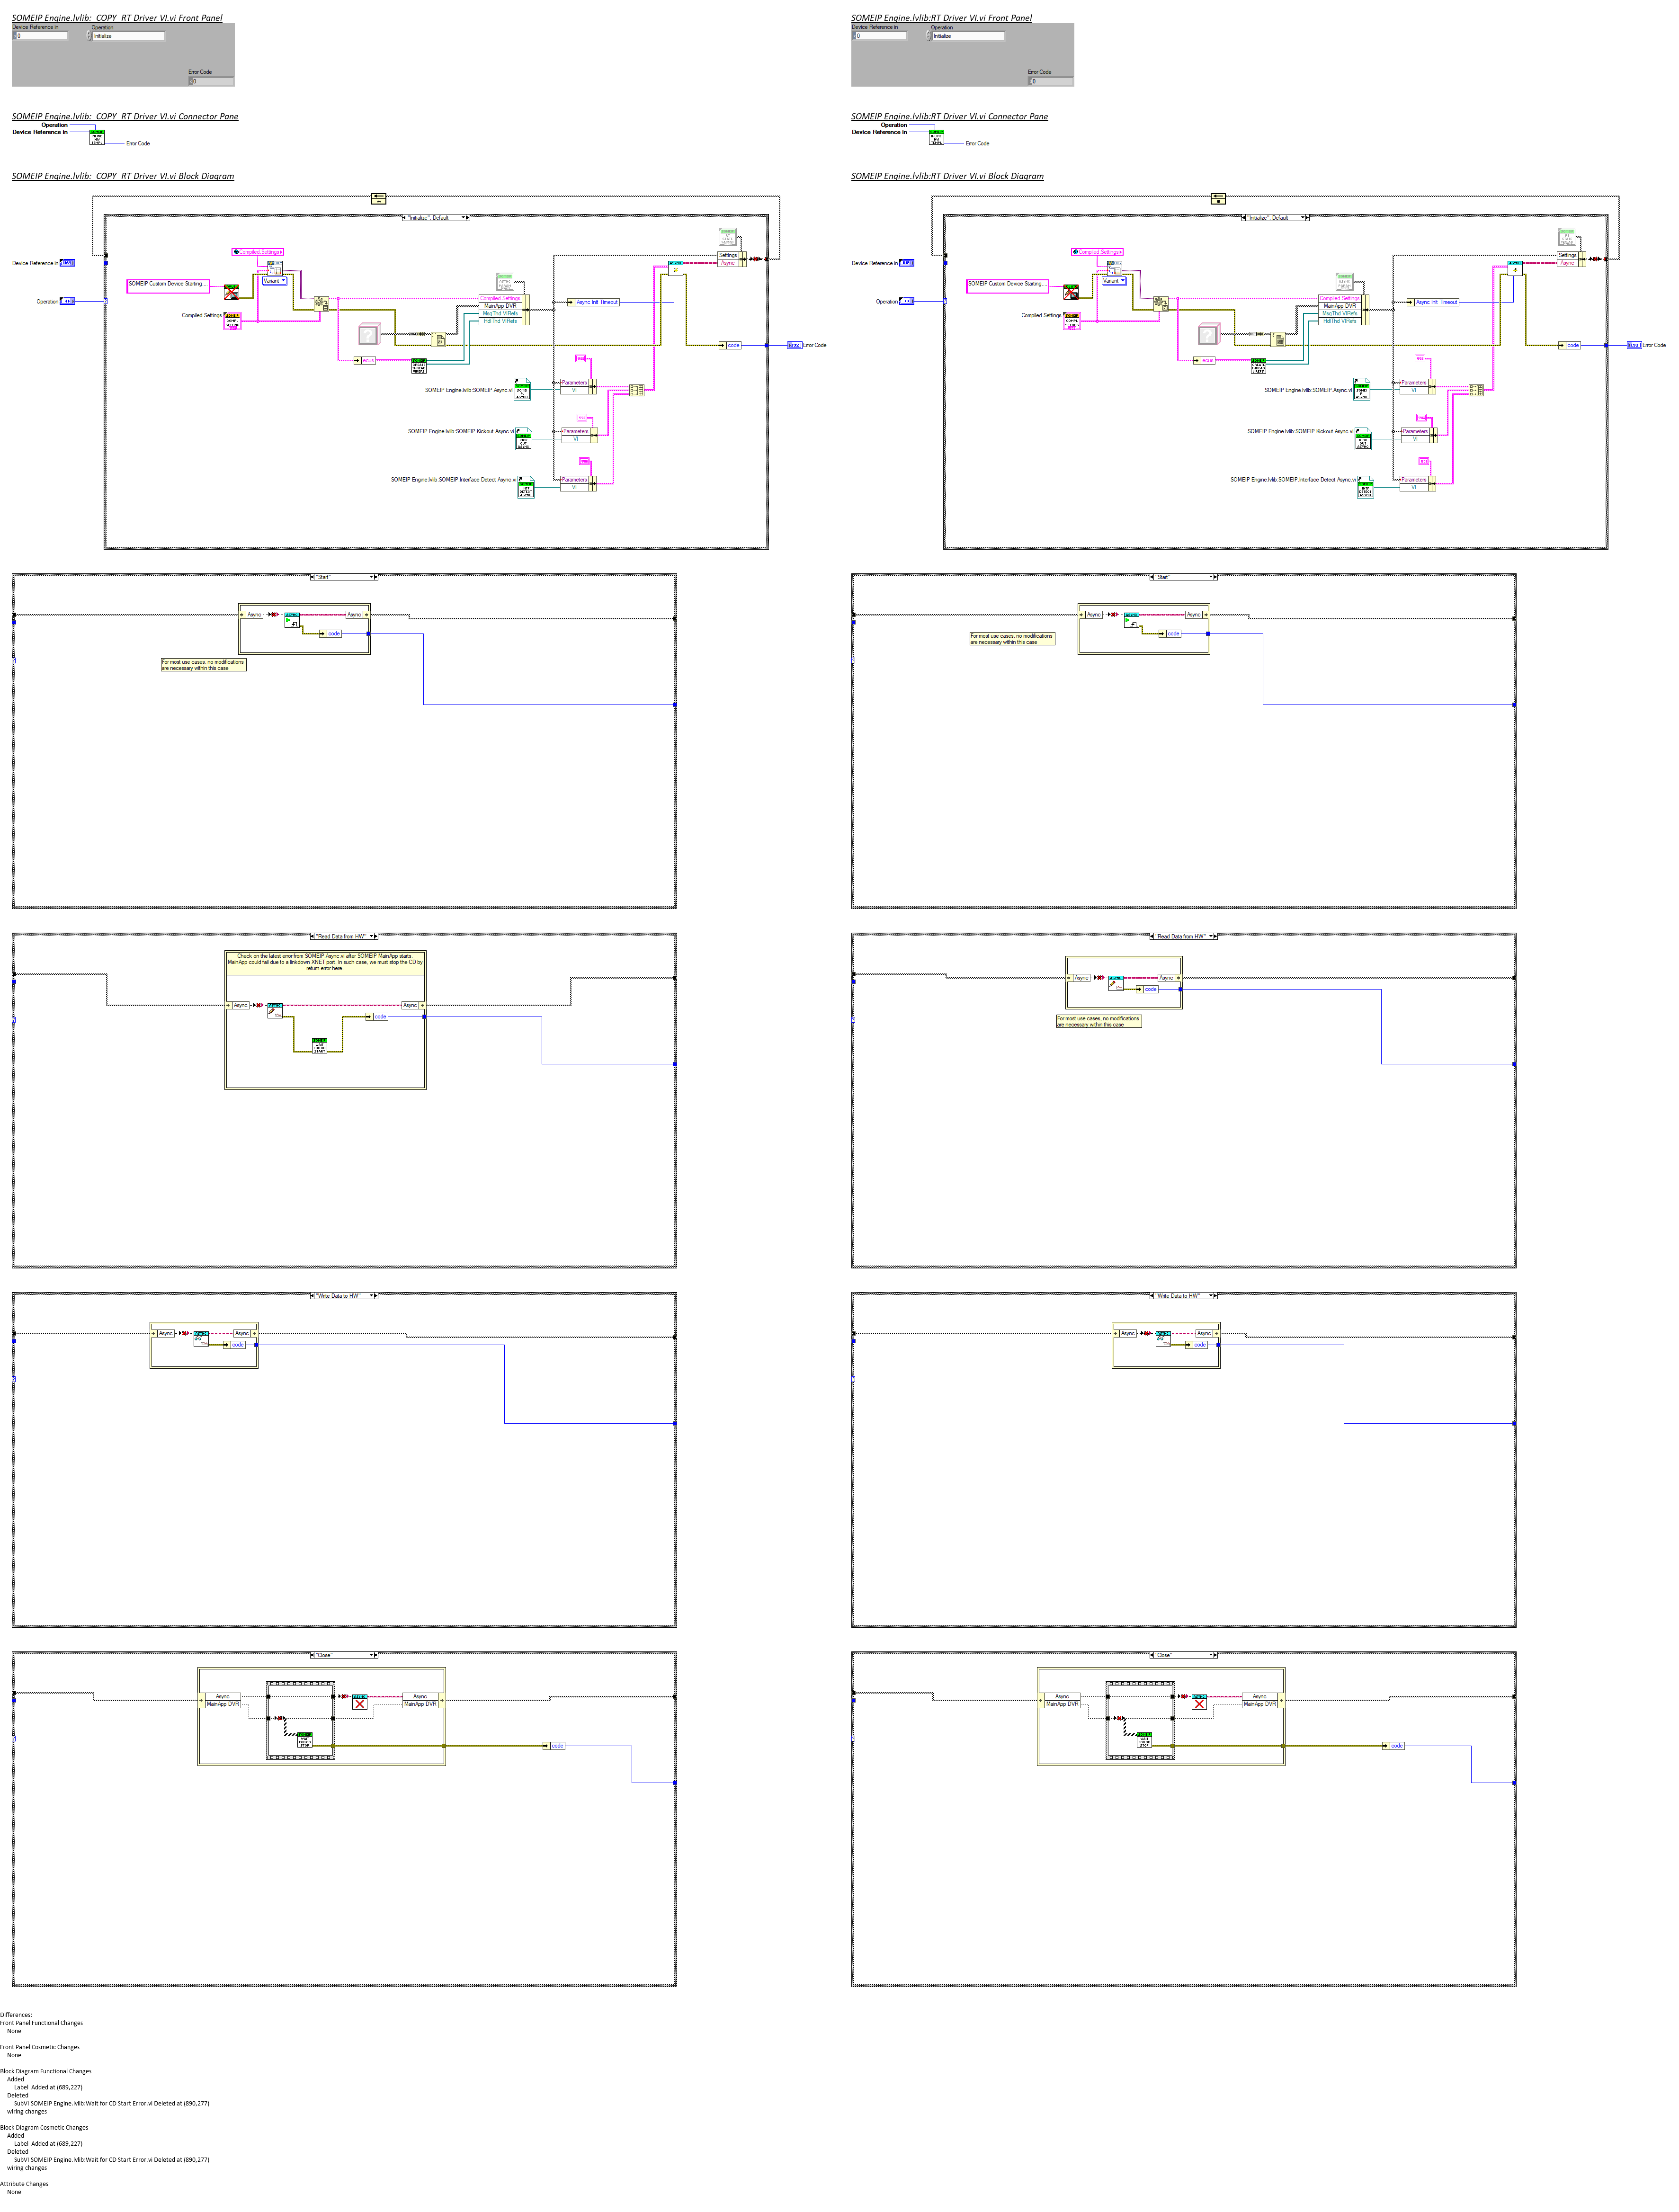 SOMEIP Engine.lvlib:_COPY_RT Driver VI.vi Front Panel
Device Reference in
Operation
0
Initialize
Error Code
0
SOMEIP Engine.lvlib:_COPY_RT Driver VI.vi Connector Pane
Operation
Device Reference in
Error Code
SOMEIP Engine.lvlib:_COPY_RT Driver VI.vi Block Diagram
"Initialize", Default
Compiled.Settings
Device Reference in
SOMEIP Custom Device Starting...
Variant
Operation
Compiled.Settings
Settings
Async
Compiled.Settings
MainApp DVR
MsgThd VIRefs
HdlThd VIRefs
Async Init Timeout
code
Error Code
SOMEIP Engine.lvlib:SOMEIP.Async.vi
Parameters
VI
SOMEIP Engine.lvlib:SOMEIP.Kickout Async.vi
Parameters
VI
SOMEIP Engine.lvlib:SOMEIP.Interface Detect Async.vi
Parameters
VI
"Start"
Async
Async
code
For most use cases, no modifications
are necessary within this case
"Read Data from HW"
Check on the latest error from SOMEIP.Async.vi after SOMEIP MainApp starts.
MainApp could fail due to a linkdown XNET port. In such case, we must stop the CD by
return error here.
Async
Async
code
"Write Data to HW"
Async
Async
code
"Close"
Async
MainApp DVR
Async
MainApp DVR
code
SOMEIP Engine.lvlib:RT Driver VI.vi Front Panel
Device Reference in
Operation
0
Initialize
Error Code
0
SOMEIP Engine.lvlib:RT Driver VI.vi Connector Pane
Operation
Device Reference in
Error Code
SOMEIP Engine.lvlib:RT Driver VI.vi Block Diagram
"Initialize", Default
Compiled.Settings
Device Reference in
SOMEIP Custom Device Starting...
Variant
Operation
Compiled.Settings
Settings
Async
Compiled.Settings
MainApp DVR
MsgThd VIRefs
HdlThd VIRefs
Async Init Timeout
code
Error Code
SOMEIP Engine.lvlib:SOMEIP.Async.vi
Parameters
VI
SOMEIP Engine.lvlib:SOMEIP.Kickout Async.vi
Parameters
VI
SOMEIP Engine.lvlib:SOMEIP.Interface Detect Async.vi
Parameters
VI
"Start"
Async
Async
code
For most use cases, no modifications
are necessary within this case
"Read Data from HW"
Async
Async
code
For most use cases, no modifications
are necessary within this case
"Write Data to HW"
Async
Async
code
"Close"
Async
MainApp DVR
Async
MainApp DVR
code
Differences:
Front Panel Functional Changes
None
Front Panel Cosmetic Changes
None
Block Diagram Functional Changes
Added
Label Added at (689,227)
Deleted
SubVI SOMEIP Engine.lvlib:Wait for CD Start Error.vi Deleted at (890,277)
wiring changes
Block Diagram Cosmetic Changes
Added
Label Added at (689,227)
Deleted
SubVI SOMEIP Engine.lvlib:Wait for CD Start Error.vi Deleted at (890,277)
wiring changes
Attribute Changes
None